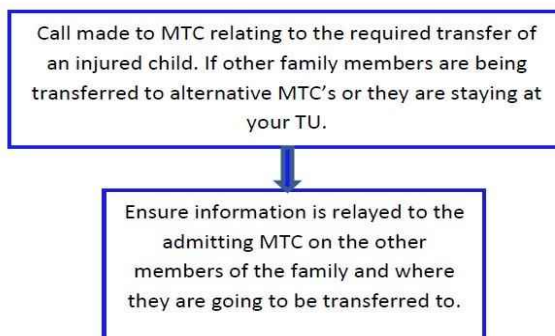 Call made to MTC relating to the required transfer of
an injured child. If other family members are being
transferred to alternative MTC’s or they are staying at
your TU.
Ensure information is relayed to the
admitting MTC on the other
members of the family and where
they are going to be transferred to.